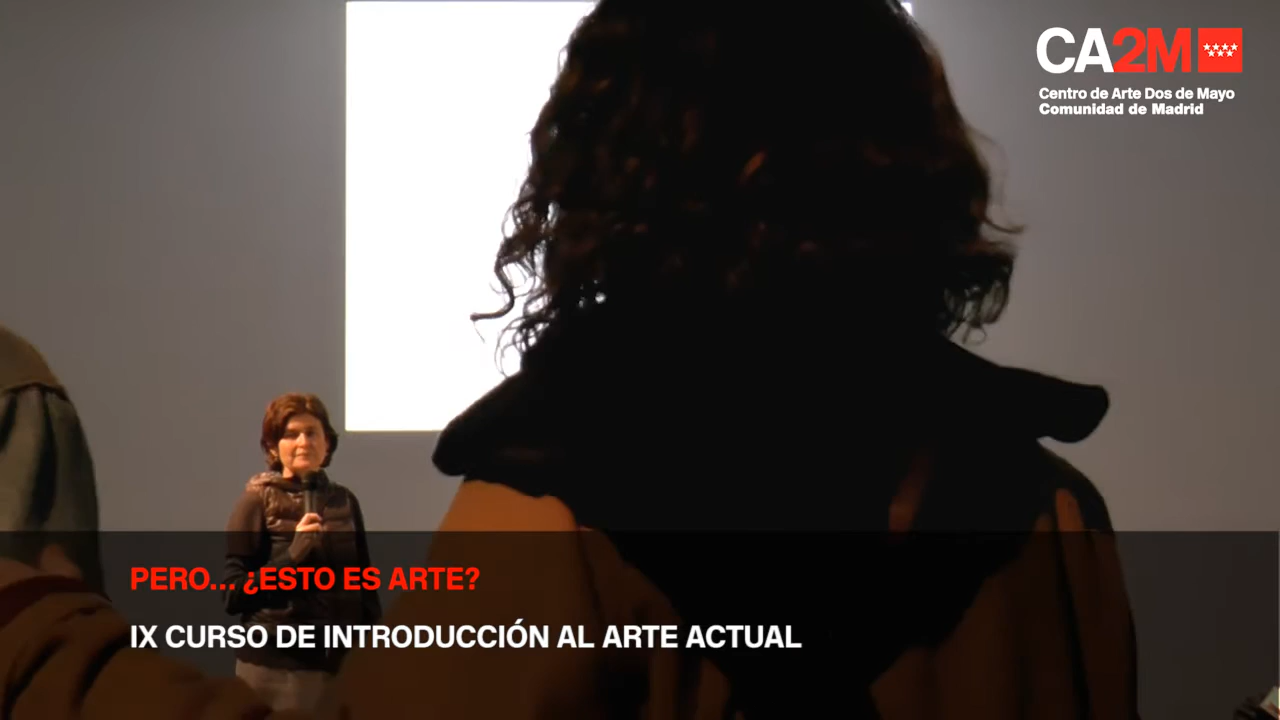 CA2M
Centro de Arte Dos de Mayo
Comunidad de Madrid
PERO... ¿ESTO ES ARTE?
IX CURSO DE INTRODUCCIÓN AL ARTE ACTUAL